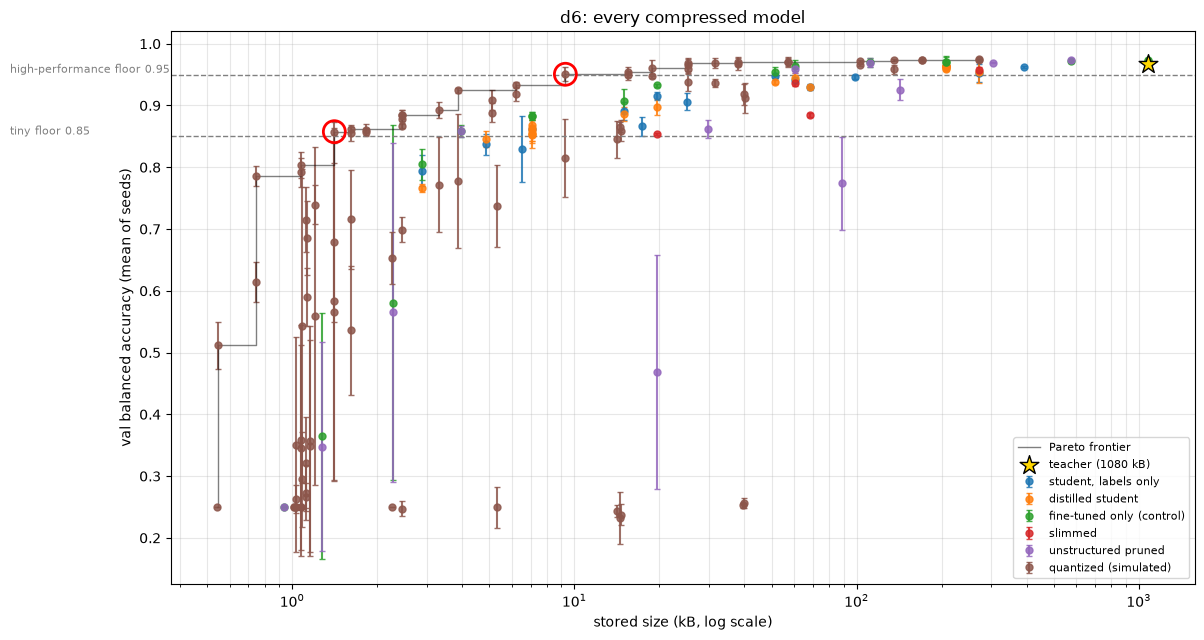 d6: every compressed model
1.0
high-performance floor 0.95
0.9
tiny floor 0.85
0.8
0.7
0.6
0.5
0.4
0.3
0.2
val balanced accuracy (mean of seeds)
Pareto frontier
teacher (1080 kB)
student, labels only
distilled student
fine-tuned only (control)
slimmed
unstructured pruned
quantized (simulated)
10⁰
10¹
10²
10³
stored size (kB, log scale)